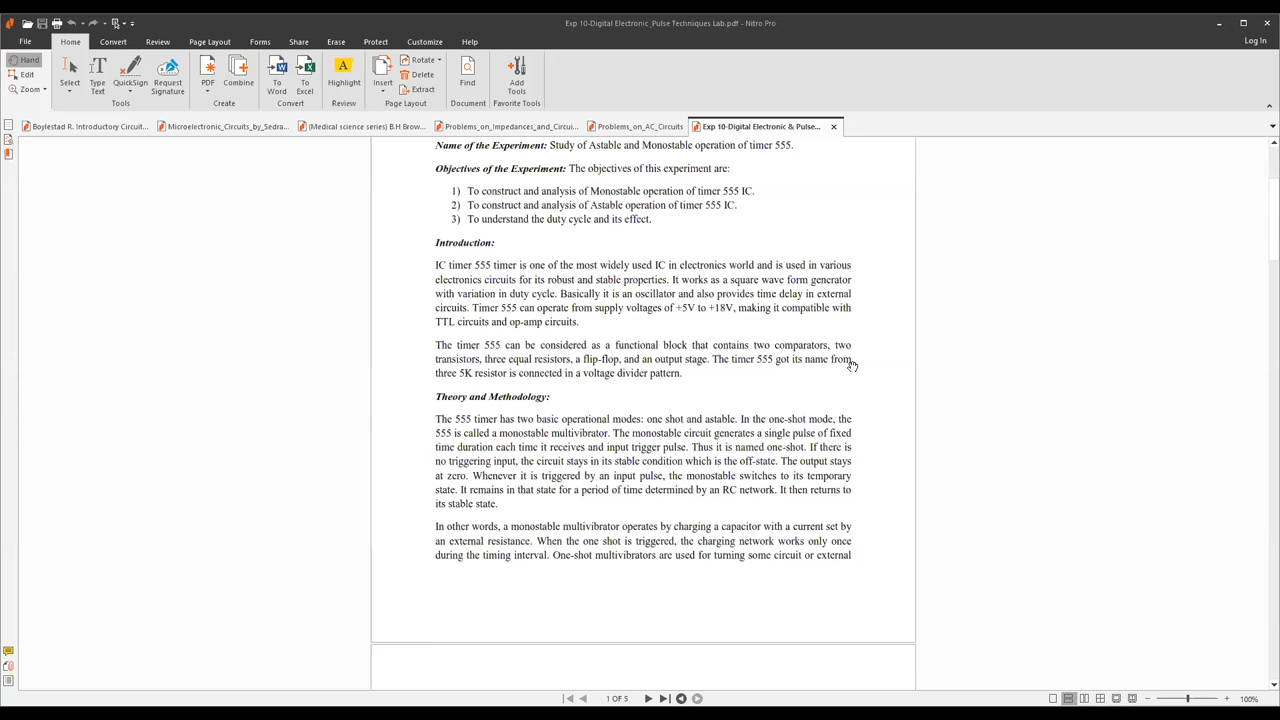 Exp 10-Digital Electronic_Pulse Techniques Lab.pdf - Nitro Pro
File Home Convert Review Page Layout Forms Share Erase Protect Customize Help
Log In
Hand
Edit
Zoom
Select
Type Text
QuickSign
Request Signature
PDF
Combine
To Word
To Excel
Highlight
Insert
Rotate
Delete
Extract
Find
Add Tools
Tools Create Convert Review Page Layout Document Favorite Tools
Boylestad R. Introductory Circuit... Microelectronic_Circuits_by_Sedra... (Medical science series) B.H Brow... Problems_on_Impedances_and_Circui... Problems_on_AC_Circuits Exp 10-Digital Electronic & Pulse...
Name of the Experiment: Study of Astable and Monostable operation of timer 555.
Objectives of the Experiment: The objectives of this experiment are:
1) To construct and analysis of Monostable operation of timer 555 IC.
2) To construct and analysis of Astable operation of timer 555 IC.
3) To understand the duty cycle and its effect.
Introduction:
IC timer 555 timer is one of the most widely used IC in electronics world and is used in various
electronics circuits for its robust and stable properties. It works as a square wave form generator
with variation in duty cycle. Basically it is an oscillator and also provides time delay in external
circuits. Timer 555 can operate from supply voltages of +5V to +18V, making it compatible with
TTL circuits and op-amp circuits.
The timer 555 can be considered as a functional block that contains two comparators, two
transistors, three equal resistors, a flip-flop, and an output stage. The timer 555 got its name from
three 5K resistor is connected in a voltage divider pattern.
Theory and Methodology:
The 555 timer has two basic operational modes: one shot and astable. In the one-shot mode, the
555 is called a monostable multivibrator. The monostable circuit generates a single pulse of fixed
time duration each time it receives and input trigger pulse. Thus it is named one-shot. If there is
no triggering input, the circuit stays in its stable condition which is the off-state. The output stays
at zero. Whenever it is triggered by an input pulse, the monostable switches to its temporary
state. It remains in that state for a period of time determined by an RC network. It then returns to
its stable state.
In other words, a monostable multivibrator operates by charging a capacitor with a current set by
an external resistance. When the one shot is triggered, the charging network works only once
during the timing interval. One-shot multivibrators are used for turning some circuit or external
1 OF 5
100%